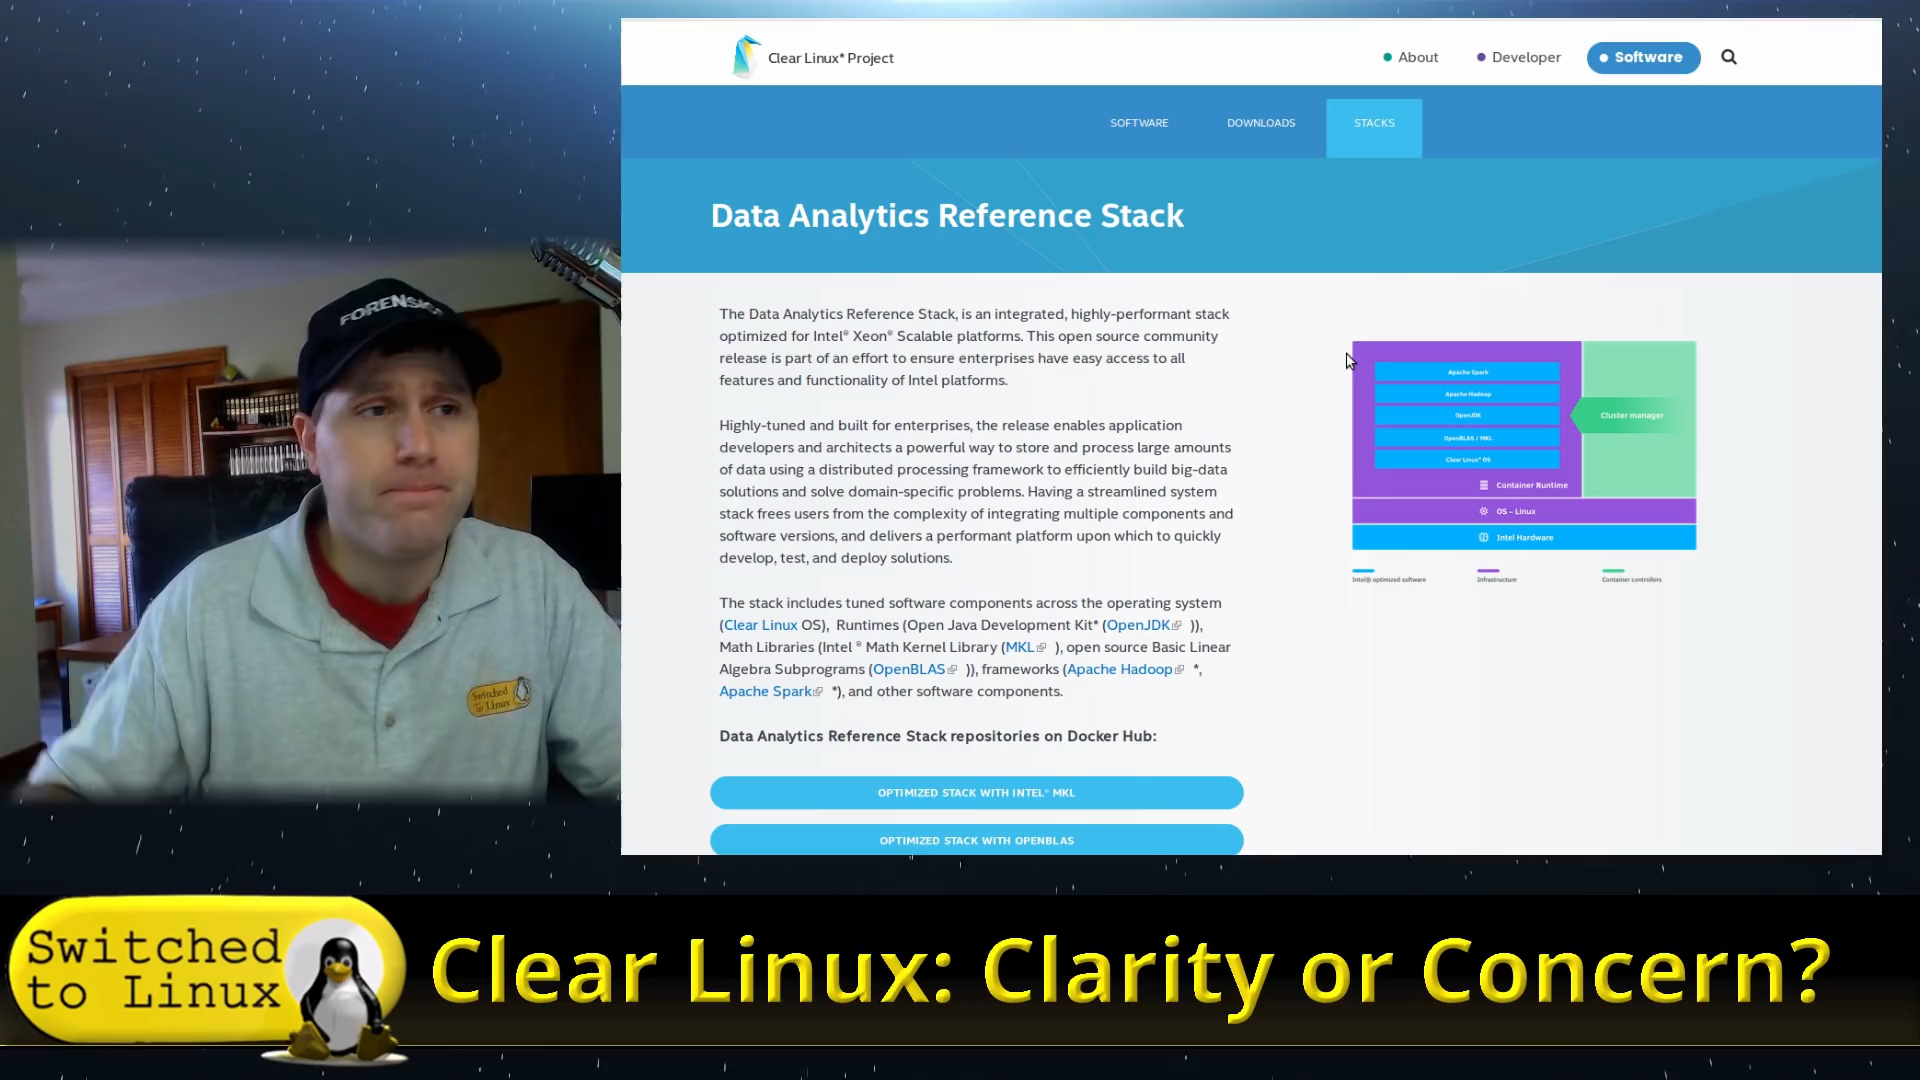 Clear Linux* Project
About
Developer
Software
SOFTWARE
DOWNLOADS
STACKS
Data Analytics Reference Stack
The Data Analytics Reference Stack, is an integrated, highly-performant stack
optimized for Intel® Xeon® Scalable platforms. This open source community
release is part of an effort to ensure enterprises have easy access to all
features and functionality of Intel platforms.
Highly-tuned and built for enterprises, the release enables application
developers and architects a powerful way to store and process large amounts
of data using a distributed processing framework to efficiently build big-data
solutions and solve domain-specific problems. Having a streamlined system
stack frees users from the complexity of integrating multiple components and
software versions, and delivers a performant platform upon which to quickly
develop, test, and deploy solutions.
The stack includes tuned software components across the operating system
(Clear Linux OS), Runtimes (Open Java Development Kit* (OpenJDK )),
Math Libraries (Intel ® Math Kernel Library (MKL ), open source Basic Linear
Algebra Subprograms (OpenBLAS )), frameworks (Apache Hadoop *,
Apache Spark *), and other software components.
Data Analytics Reference Stack repositories on Docker Hub:
OPTIMIZED STACK WITH INTEL® MKL
OPTIMIZED STACK WITH OPENBLAS
Apache Spark
Apache Hadoop
OpenJDK
OpenBLAS / MKL
Clear Linux* OS
Container Runtime
Cluster manager
OS – Linux
Intel Hardware
Intel® optimized software
Infrastructure
Container controllers
Switched
To Linux
Switched
to Linux
Clear Linux: Clarity or Concern?